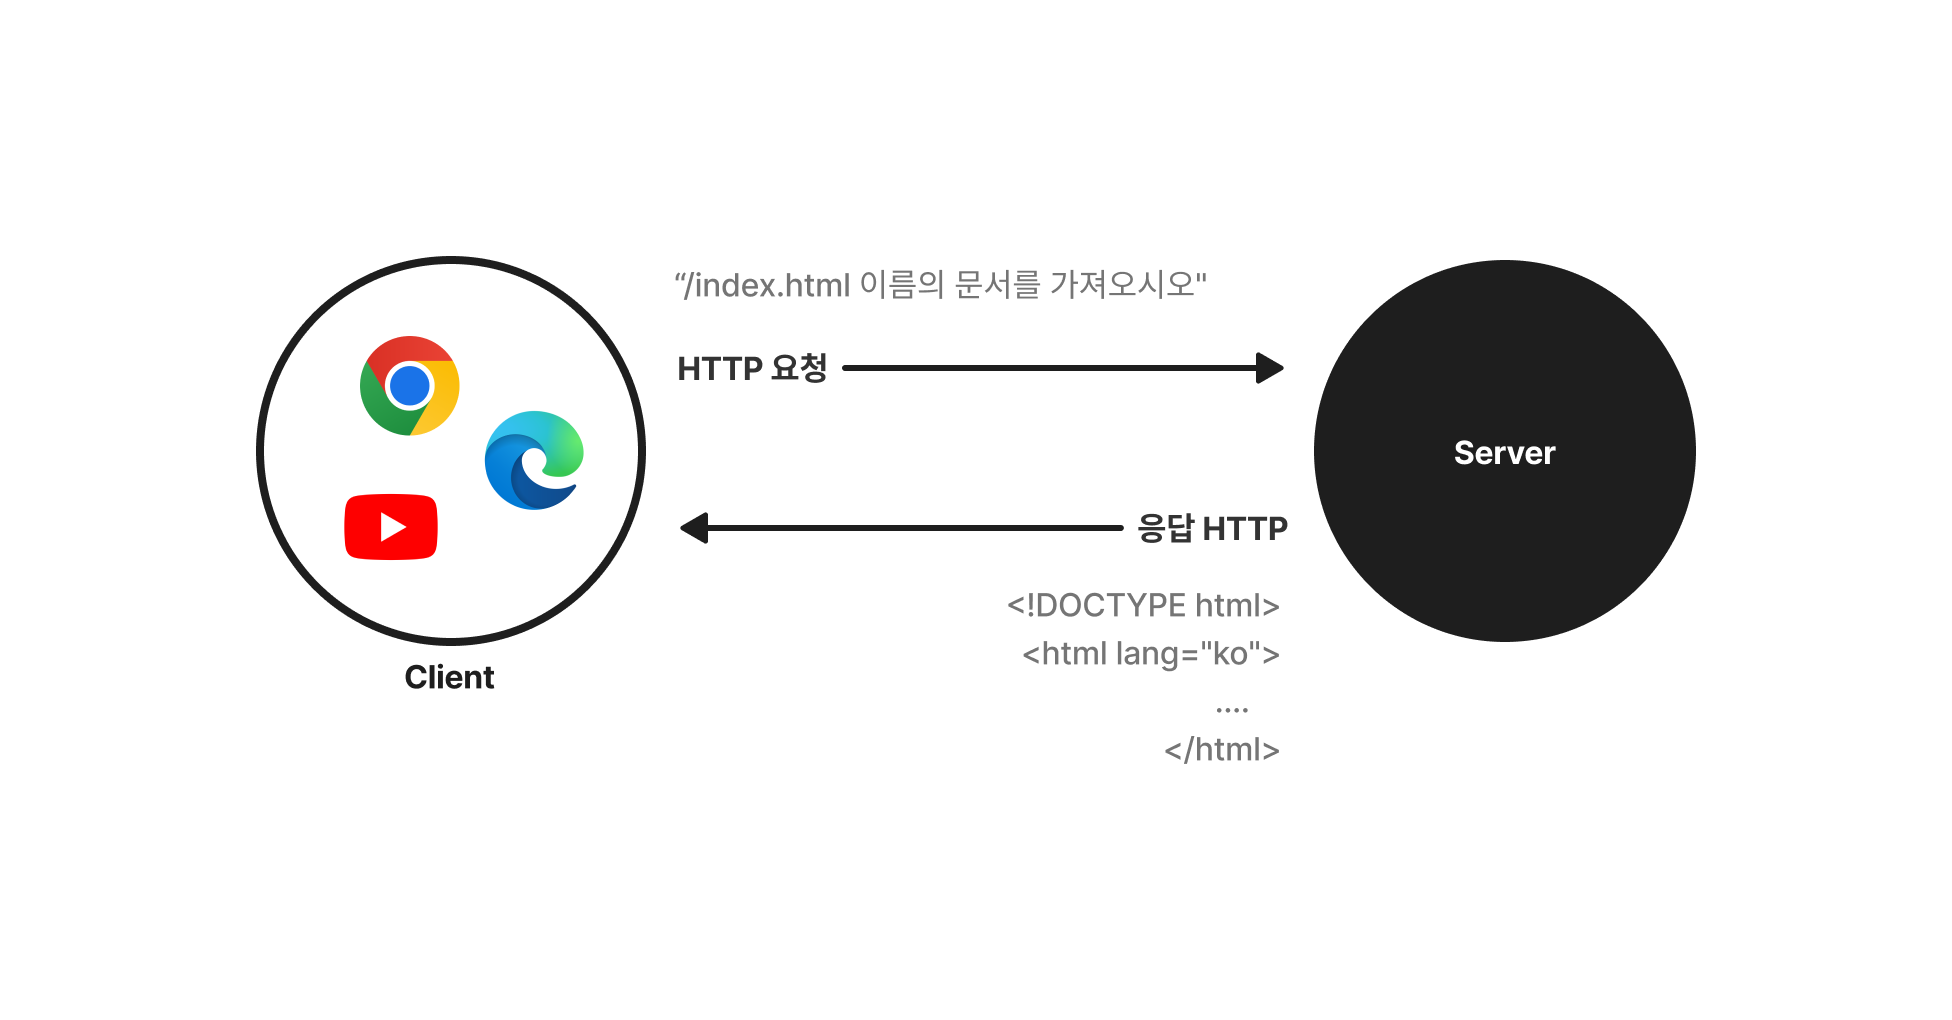 “/index.html 이름의 문서를 가져오시오"
HTTP 요청
Server
응답 HTTP
<!DOCTYPE html>
<html lang="ko">
....
</html>
Client